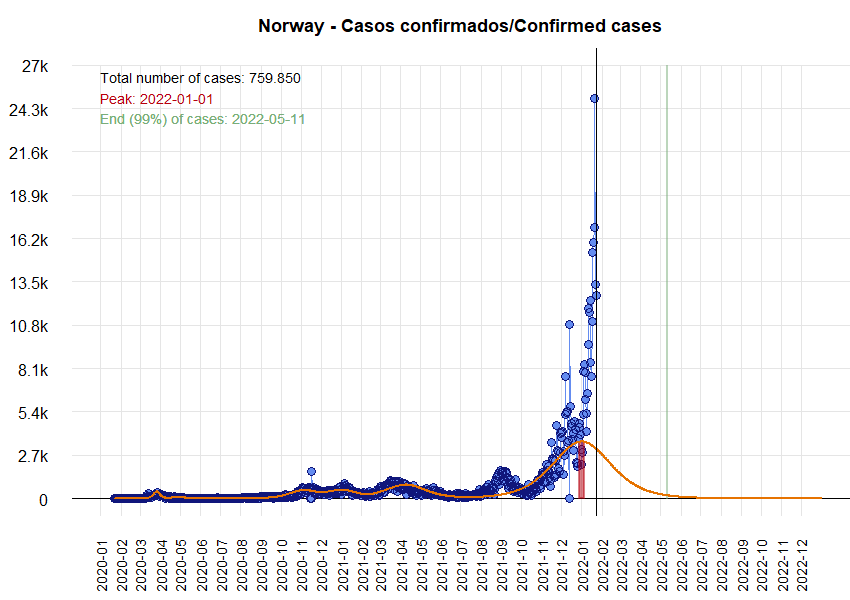 Norway - Casos confirmados/Confirmed cases
Total number of cases: 759.850
Peak: 2022-01-01
End (99%) of cases: 2022-05-11
27k
24.3k
21.6k
18.9k
16.2k
13.5k
10.8k
8.1k
5.4k
2.7k
0
2020-01
2020-02
2020-03
2020-04
2020-05
2020-06
2020-07
2020-08
2020-09
2020-10
2020-11
2020-12
2021-01
2021-02
2021-03
2021-04
2021-05
2021-06
2021-07
2021-08
2021-09
2021-10
2021-11
2021-12
2022-01
2022-02
2022-03
2022-04
2022-05
2022-06
2022-07
2022-08
2022-09
2022-10
2022-11
2022-12